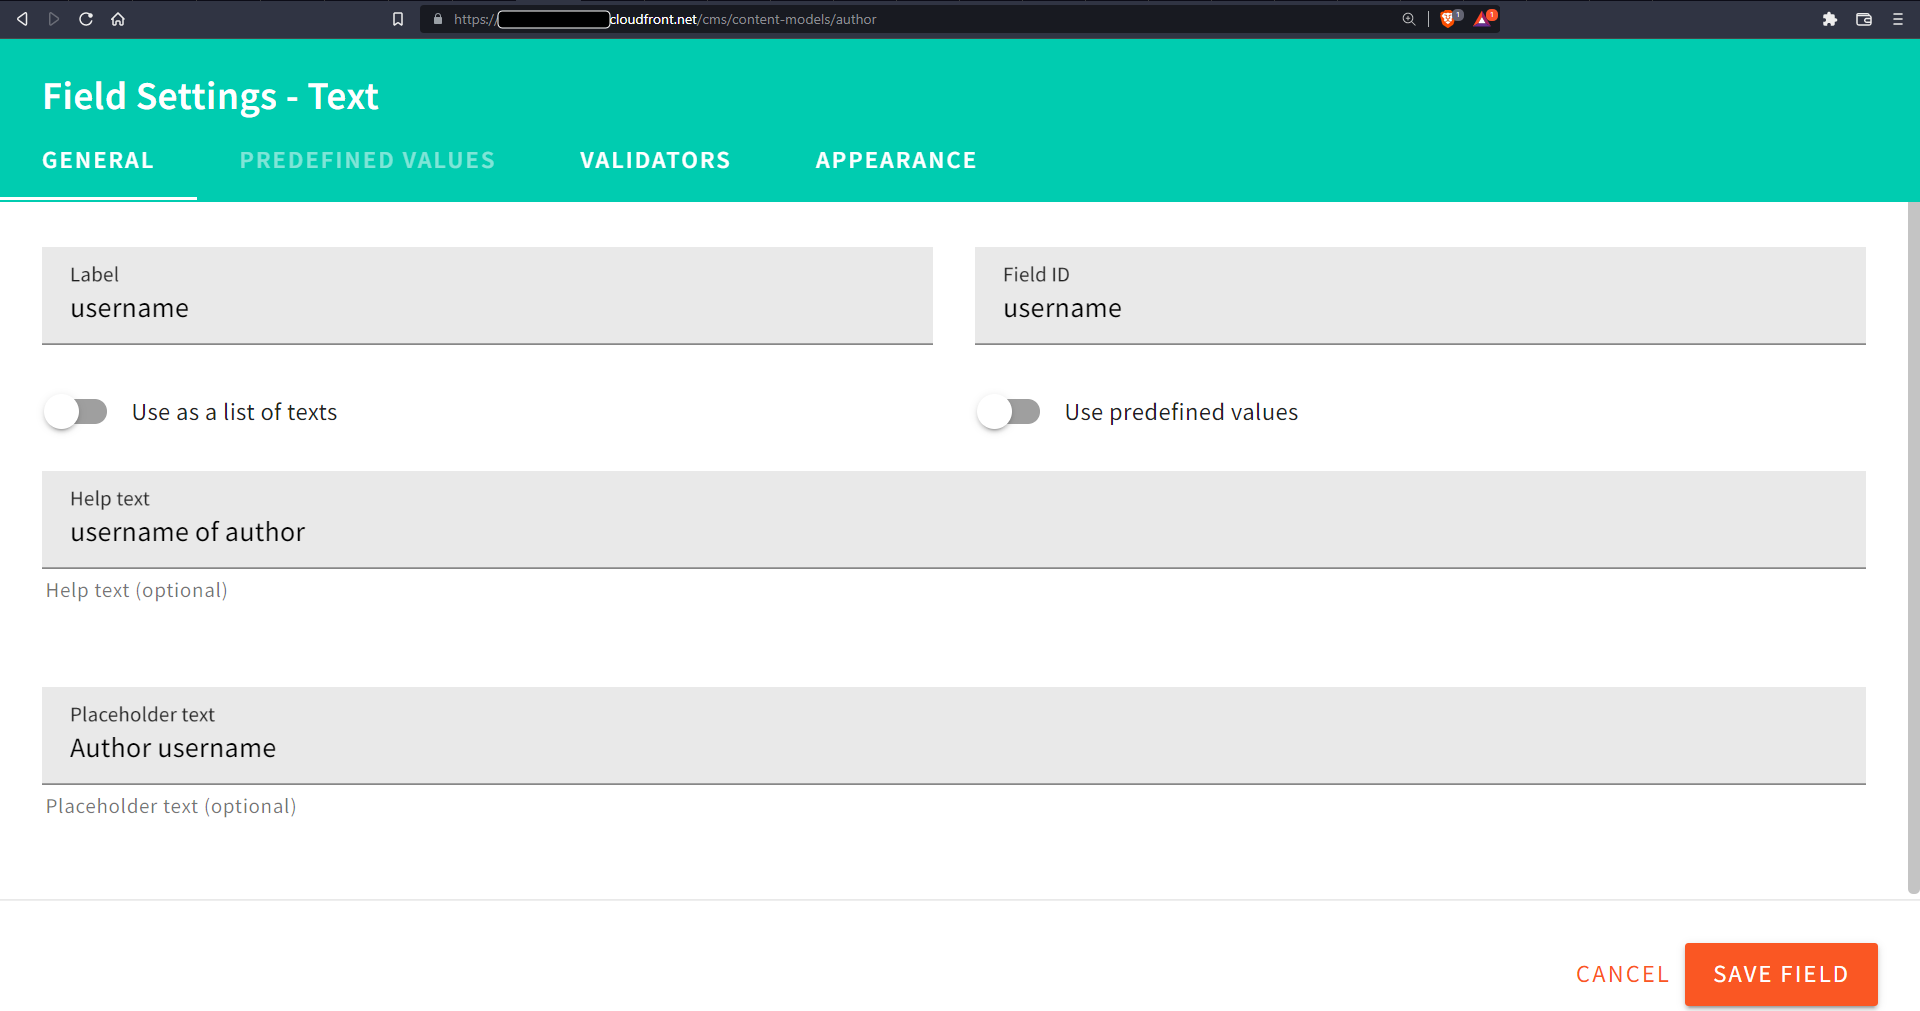 https://cloudfront.net/cms/content-models/author
1
1
Field Settings - Text
GENERAL
PREDEFINED VALUES
VALIDATORS
APPEARANCE
Label
username
Field ID
username
Use as a list of texts
Use predefined values
Help text
username of author
Help text (optional)
Placeholder text
Author username
Placeholder text (optional)
CANCEL
SAVE FIELD